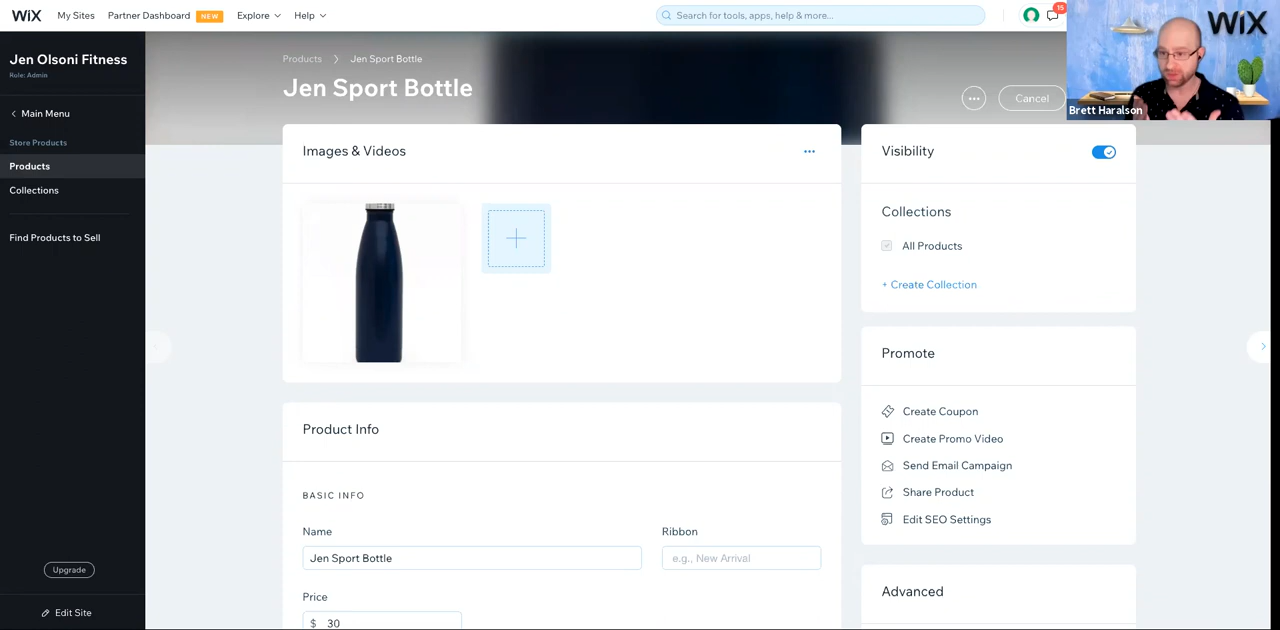 WiX
My Sites
Partner Dashboard NEW
Explore
Help
Search for tools, apps, help & more...
15
WiX
Brett Haralson
Jen Olsoni Fitness
Role: Admin
Main Menu
Store Products
Products
Collections
Find Products to Sell
Upgrade
Edit Site
Products > Jen Sport Bottle
Jen Sport Bottle
Cancel
Images & Videos
Product Info
BASIC INFO
Name
Jen Sport Bottle
Ribbon
e.g., New Arrival
Price
$ 30
Visibility
Collections
All Products
+ Create Collection
Promote
Create Coupon
Create Promo Video
Send Email Campaign
Share Product
Edit SEO Settings
Advanced